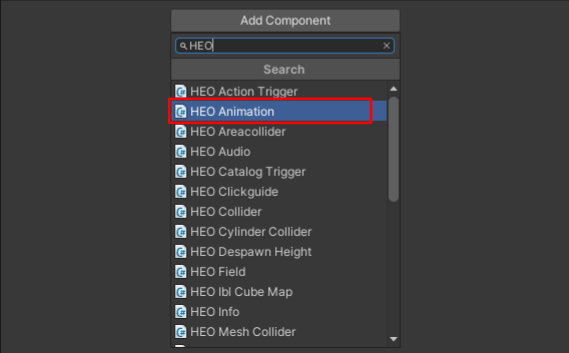 Add Component
HEO
Search
HEO Action Trigger
HEO Animation
HEO Areacollider
HEO Audio
HEO Catalog Trigger
HEO Clickguide
HEO Collider
HEO Cylinder Collider
HEO Despawn Height
HEO Field
HEO Ibl Cube Map
HEO Info
HEO Mesh Collider